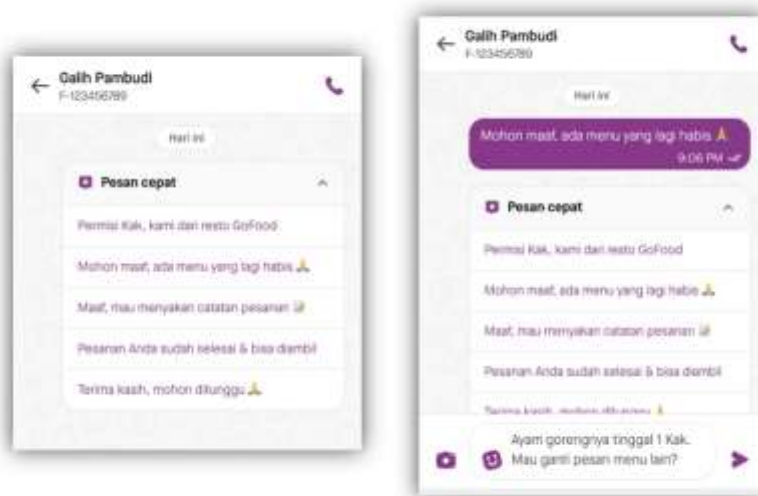 Galih Pambudi
F-123456789
Hari ini
Pesan cepat
Permisi Kak, kami dari resto GoFood
Mohon maaf, ada menu yang lagi habis 🙏
Maaf, mau menyakan catatan pesanan 📝
Pesanan Anda sudah selesai & bisa diambil
Terima kasih, mohon ditunggu 🙏
Galih Pambudi
F-123456789
Hari ini
Mohon maaf, ada menu yang lagi habis 🙏
9:06 PM
Pesan cepat
Permisi Kak, kami dari resto GoFood
Mohon maaf, ada menu yang lagi habis 🙏
Maaf, mau menyakan catatan pesanan 📝
Pesanan Anda sudah selesai & bisa diambil
Terima kasih, mohon ditunggu 🙏
Ayam gorengnya tinggal 1 Kak.
Mau ganti pesan menu lain?